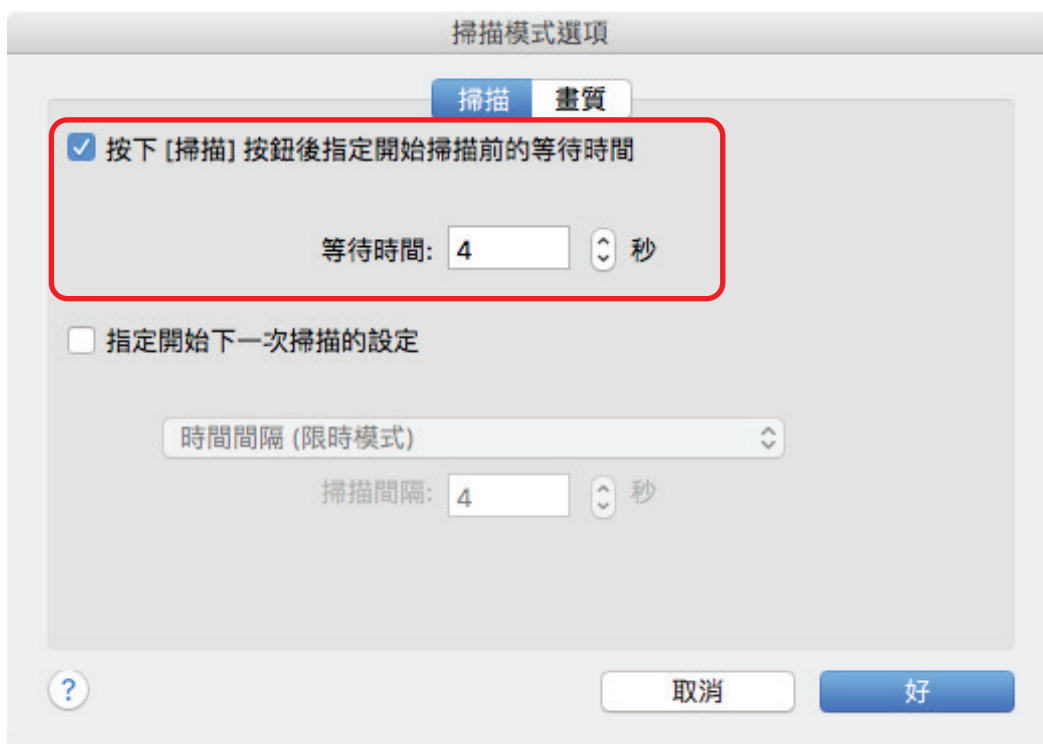 掃描模式選項
掃描 畫質
按下 [掃描] 按鈕後指定開始掃描前的等待時間
等待時間: 4 秒
指定開始下一次掃描的設定
時間間隔 (限時模式)
掃描間隔: 4 秒
? 取消 好